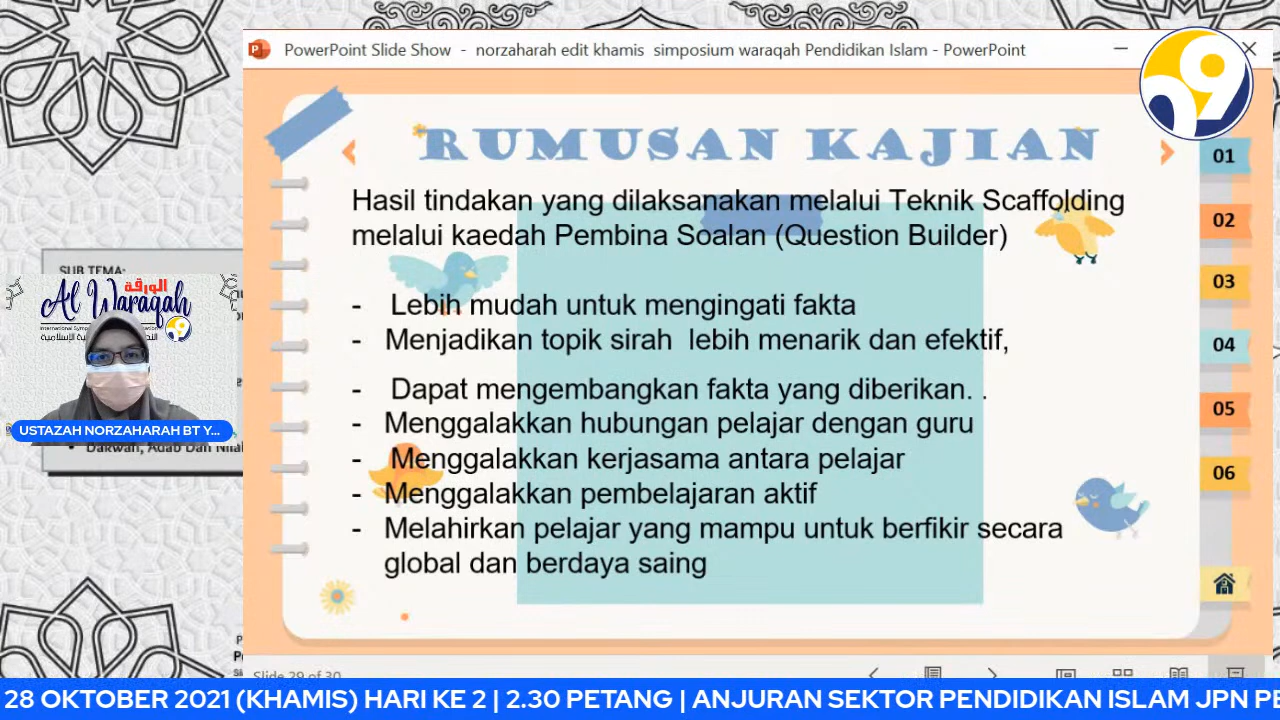 PowerPoint Slide Show - norzaharah edit khamis simposium waraqah Pendidikan Islam - PowerPoint
RUMUSAN KAJIAN
Hasil tindakan yang dilaksanakan melalui Teknik Scaffolding
melalui kaedah Pembina Soalan (Question Builder)
- Lebih mudah untuk mengingati fakta
- Menjadikan topik sirah lebih menarik dan efektif,
- Dapat mengembangkan fakta yang diberikan. .
- Menggalakkan hubungan pelajar dengan guru
- Menggalakkan kerjasama antara pelajar
- Menggalakkan pembelajaran aktif
- Melahirkan pelajar yang mampu untuk berfikir secara
global dan berdaya saing
01
02
03
04
05
06
SUB TEMA:
الورقة
Al Waraqah
USTAZAH NORZAHARAH BT Y...
Dakwah, Adab Dan Nilai
Slide 29 of 30
28 OKTOBER 2021 (KHAMIS) HARI KE 2 | 2.30 PETANG | ANJURAN SEKTOR PENDIDIKAN ISLAM JPN PE